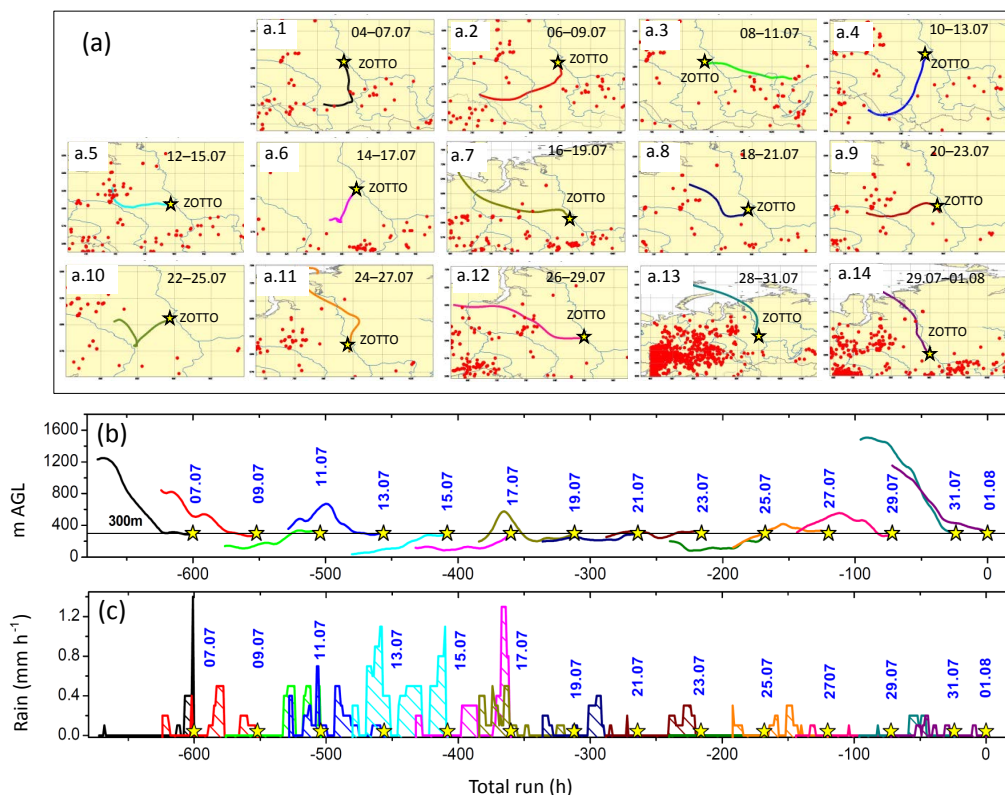 (a)
a.1 04–07.07 ZOTTO
a.2 06–09.07 ZOTTO
a.3 08–11.07 ZOTTO
a.4 10–13.07 ZOTTO
a.5 12–15.07 ZOTTO
a.6 14–17.07 ZOTTO
a.7 16–19.07 ZOTTO
a.8 18–21.07 ZOTTO
a.9 20–23.07 ZOTTO
a.10 22–25.07 ZOTTO
a.11 24–27.07 ZOTTO
a.12 26–29.07 ZOTTO
a.13 28–31.07 ZOTTO
a.14 29.07–01.08 ZOTTO
(b)
m AGL
1600
1200
800
400
300m
07.07 09.07 11.07 13.07 15.07 17.07 19.07 21.07 23.07 25.07 27.07 29.07 31.07 01.08
-600 -500 -400 -300 -200 -100 0
(c)
Rain (mm h⁻¹)
1.2
0.8
0.4
0.0
07.07 09.07 11.07 13.07 15.07 17.07 19.07 21.07 23.07 25.07 2707 29.07 31.07 01.08
-600 -500 -400 -300 -200 -100 0
Total run (h)